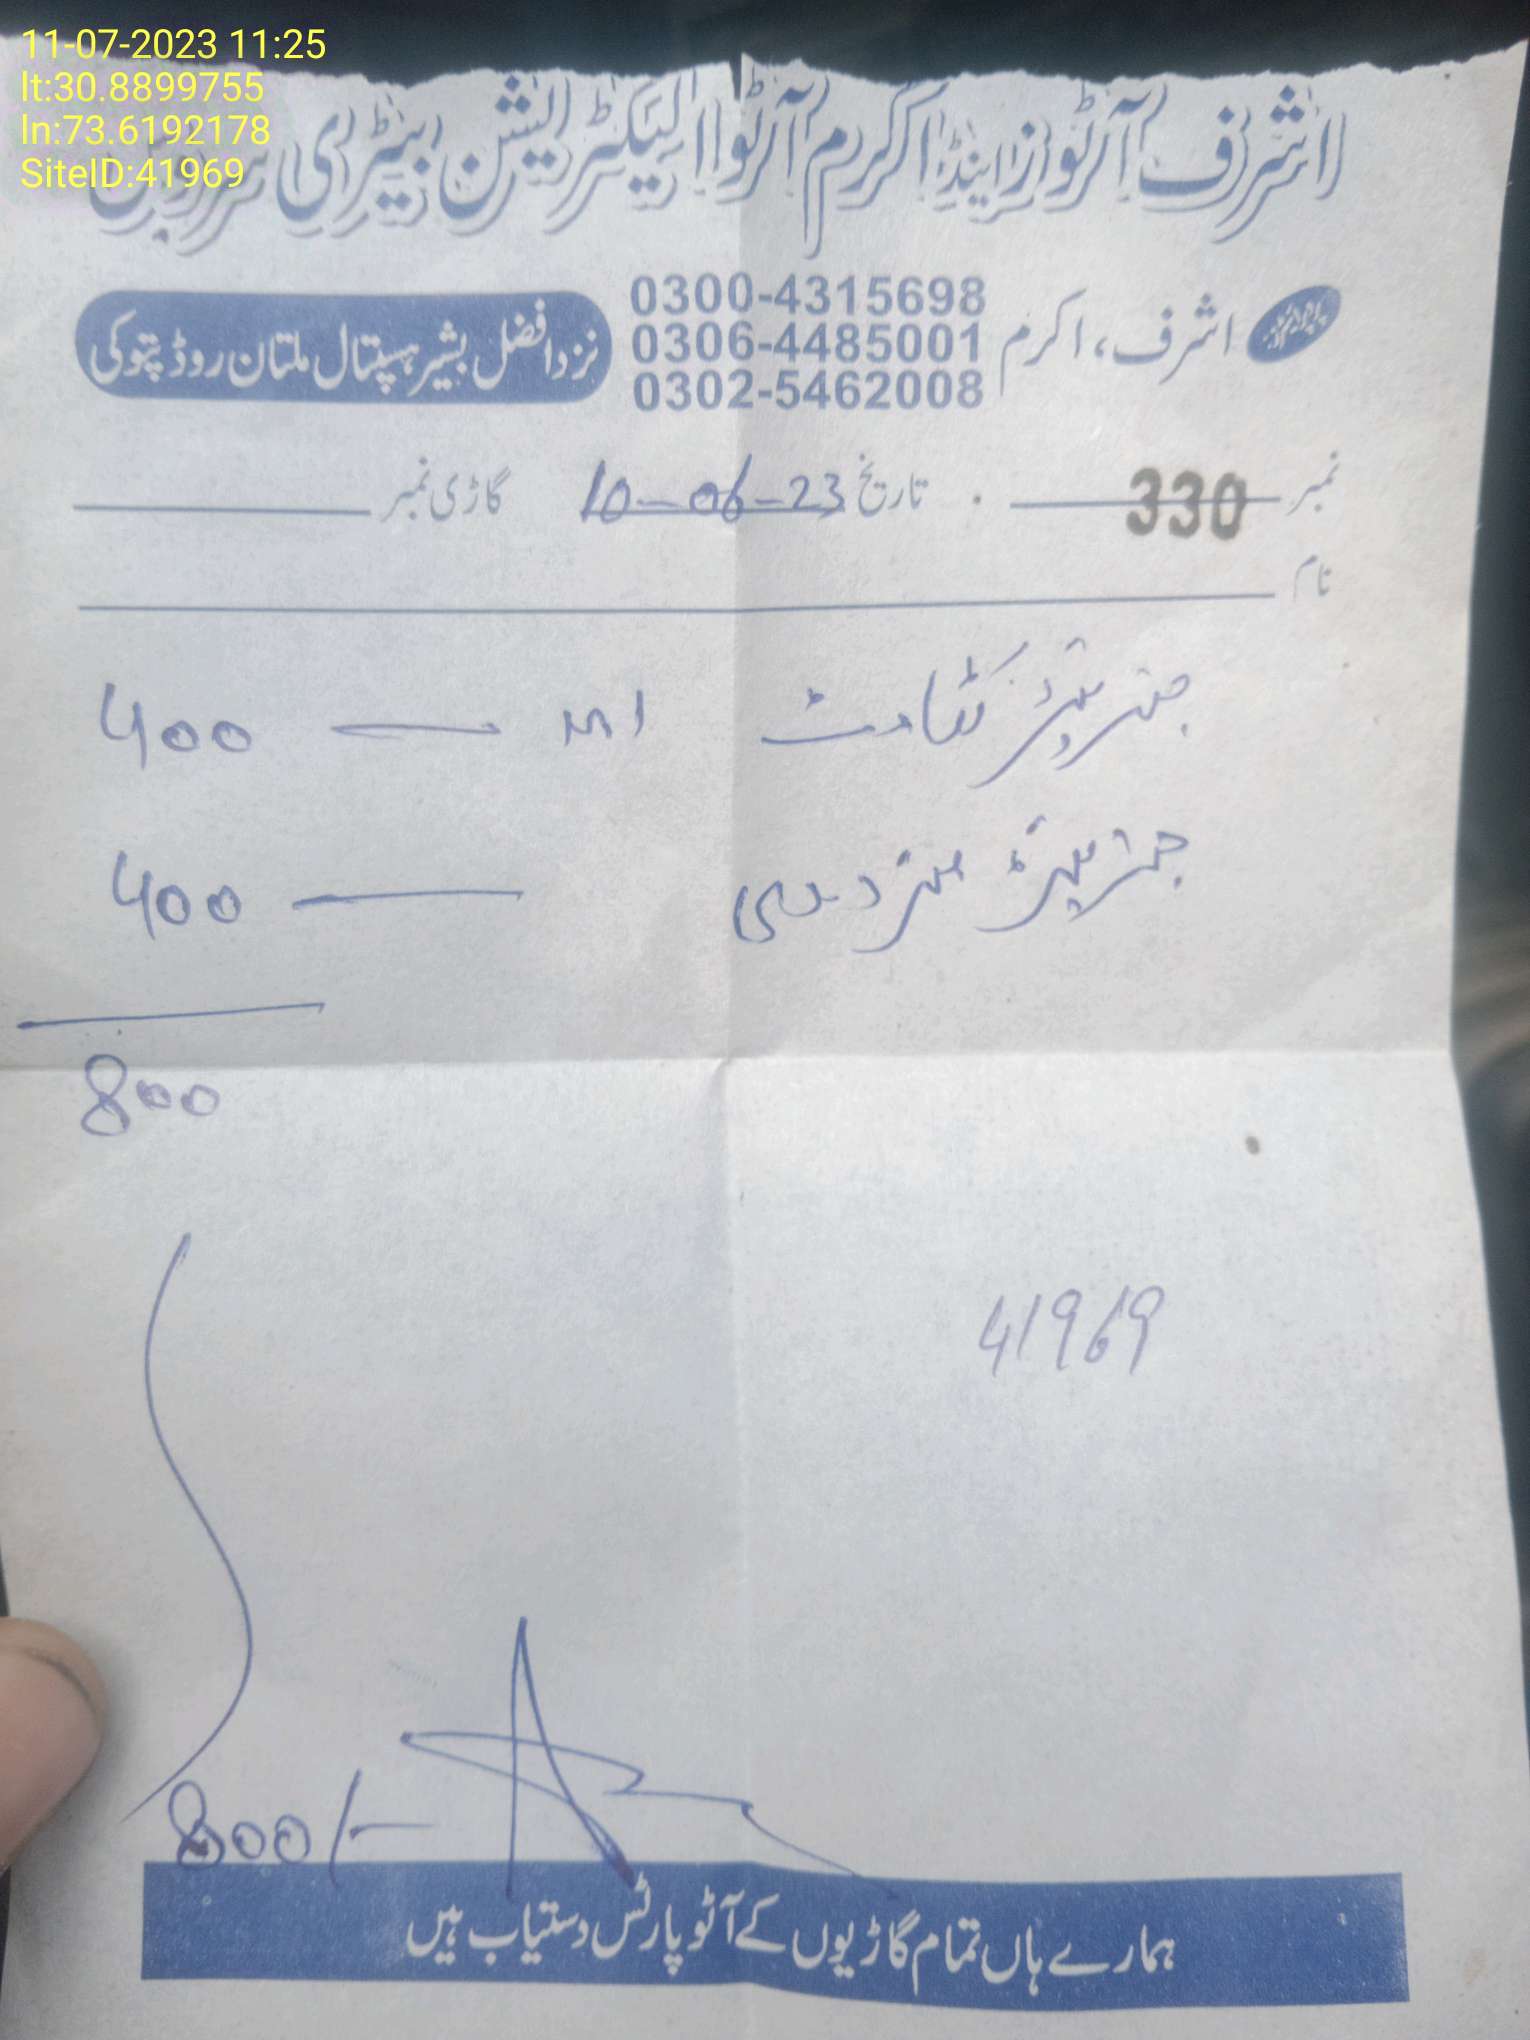 11-07-2023 11:25
lt:30.8899755
ln:73.6192178
SiteID:41969
اشرف آٹوز اینڈ اکرم آٹو الیکٹریشن بیٹری سروس
اشرف، اکرم
0300-4315698
0306-4485001
0302-5462008
نزد افضل بشیر ہسپتال ملتان روڈ پتوکی
نمبر 330 تاریخ 10-06-23 گاڑی نمبر
نام
جنریٹر 400
جنریٹر 400
800
41969
800/-
ہمارے ہاں تمام گاڑیوں کے آٹو پارٹس دستیاب ہیں